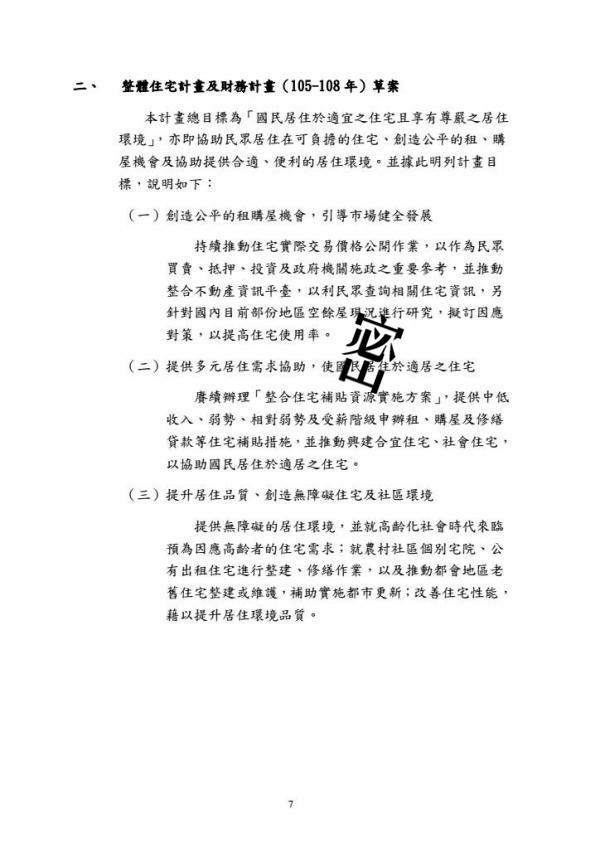 二、 整體住宅計畫及財務計畫（105-108年）草案
本計畫總目標為「國民居住於適宜之住宅且享有尊嚴之居住
環境」，亦即協助民眾居住在可負擔的住宅、創造公平的租、購
屋機會及協助提供合適、便利的居住環境。並據此明列計畫目
標，說明如下：
（一）創造公平的租購屋機會，引導市場健全發展
持續推動住宅實際交易價格公開作業，以作為民眾
買賣、抵押、投資及政府機關施政之重要參考，並推動
整合不動產資訊平臺，以利民眾查詢相關住宅資訊，另
針對國內目前部份地區空餘屋現況進行研究，擬訂因應
對策，以提高住宅使用率。
密
（二）提供多元居住需求協助，使國民居住於適居之住宅
賡續辦理「整合住宅補貼資源實施方案」，提供中低
收入、弱勢、相對弱勢及受薪階級申辦租、購屋及修繕
貸款等住宅補貼措施，並推動興建合宜住宅、社會住宅，
以協助國民居住於適居之住宅。
（三）提升居住品質、創造無障礙住宅及社區環境
提供無障礙的居住環境，並就高齡化社會時代來臨
預為因應高齡者的住宅需求；就農村社區個別宅院、公
有出租住宅進行整建、修繕作業，以及推動都會地區老
舊住宅整建或維護，補助實施都市更新；改善住宅性能，
藉以提升居住環境品質。
7